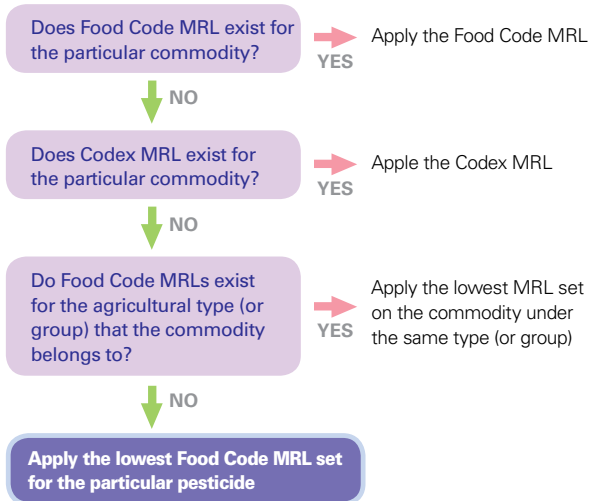 Does Food Code MRL exist for
the particular commodity?
YES
Apply the Food Code MRL
NO
Does Codex MRL exist for
the particular commodity?
YES
Apple the Codex MRL
NO
Do Food Code MRLs exist
for the agricultural type (or
group) that the commodity
belongs to?
YES
Apply the lowest MRL set
on the commodity under
the same type (or group)
NO
Apply the lowest Food Code MRL set
for the particular pesticide